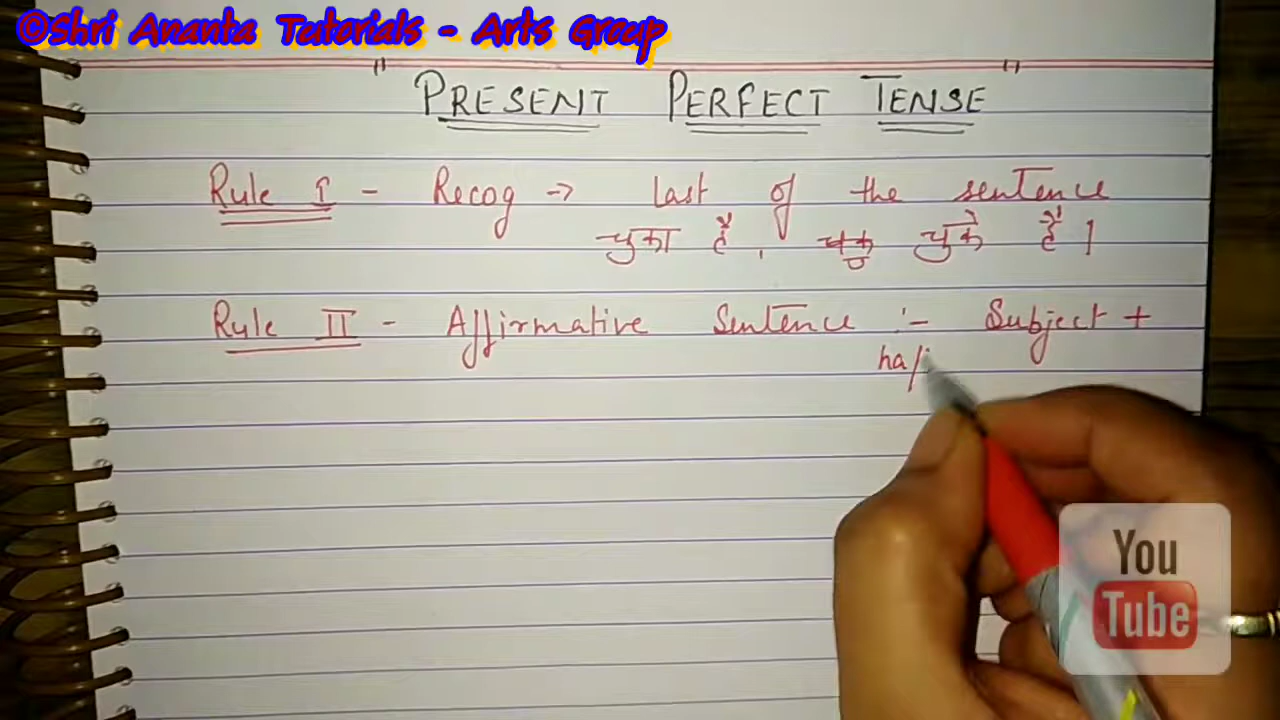 ©Shri Ananta Tutorials - Arts Group
" PRESENT PERFECT TENSE "
Rule I - Recog → Last of the sentence
चुका है, चुके हैं।
Rule II - Affirmative Sentence :- Subject +
ha/
You
Tube